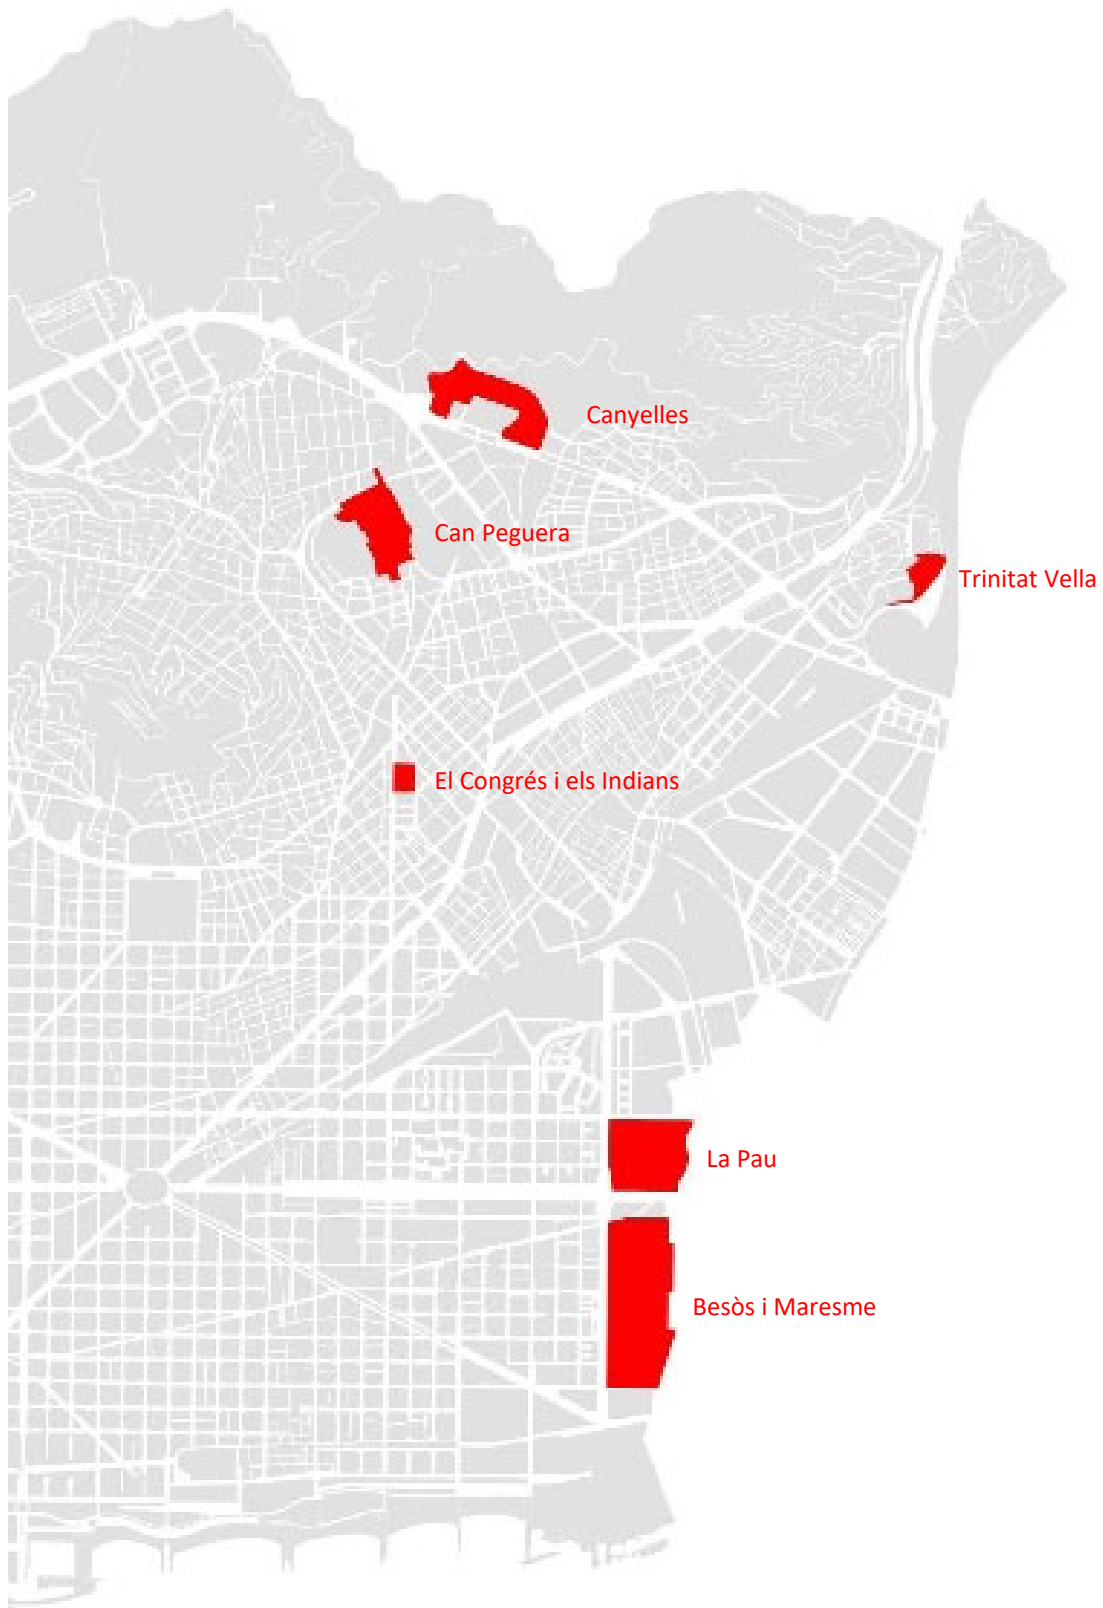 Canyelles
Can Peguera
Trinitat Vella
El Congrés i els Indians
La Pau
Besòs i Maresme